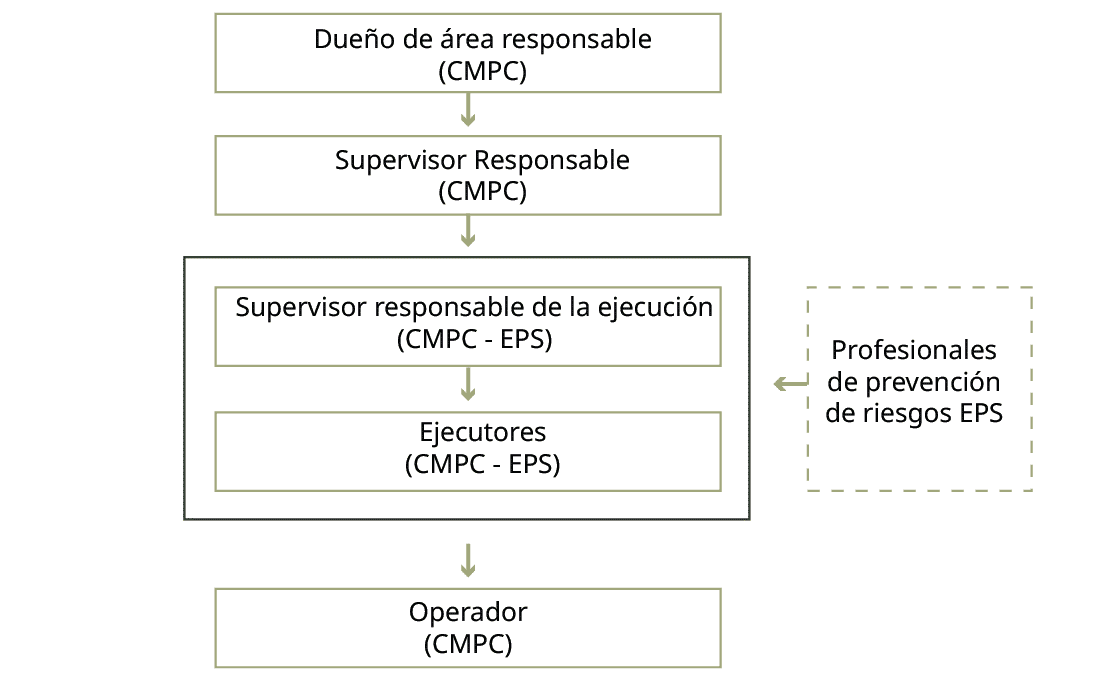 Dueño de área responsable
(CMPC)
Supervisor Responsable
(CMPC)
Supervisor responsable de la ejecución
(CMPC - EPS)
Ejecutores
(CMPC - EPS)
Profesionales
de prevención
de riesgos EPS
Operador
(CMPC)